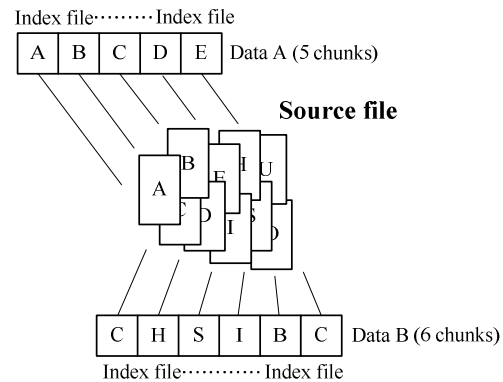 Index file·········Index file
A B C D E Data A (5 chunks)
Source file
B H U
A E
C D I S O
C H S I B C Data B (6 chunks)
Index file············Index file